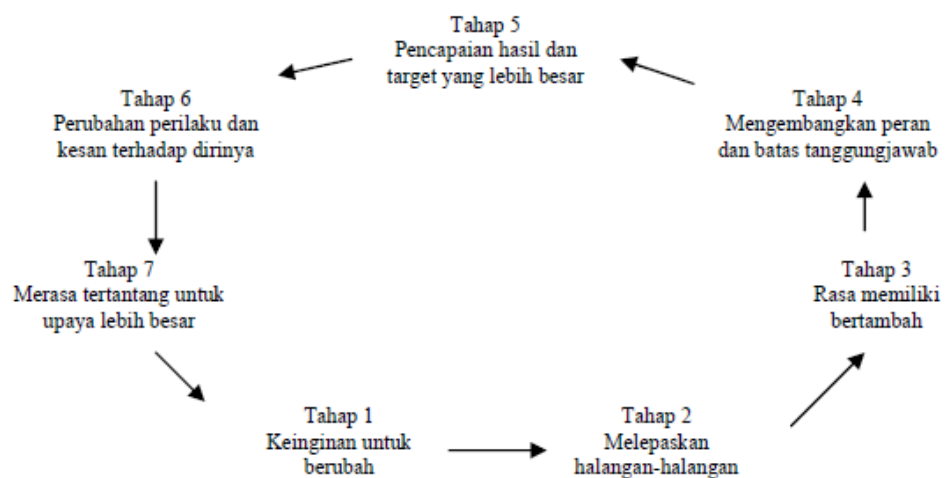 Tahap 5
Pencapaian hasil dan
target yang lebih besar
Tahap 6
Perubahan perilaku dan
kesan terhadap dirinya
Tahap 4
Mengembangkan peran
dan batas tanggungjawab
Tahap 7
Merasa tertantang untuk
upaya lebih besar
Tahap 3
Rasa memiliki
bertambah
Tahap 1
Keinginan untuk
berubah
Tahap 2
Melepaskan
halangan-halangan